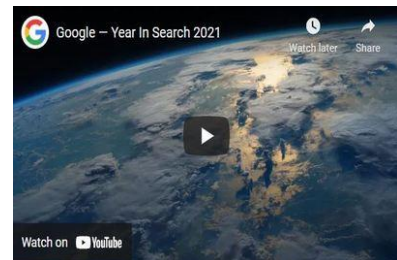 Google — Year In Search 2021
Watch later
Share
Watch on YouTube